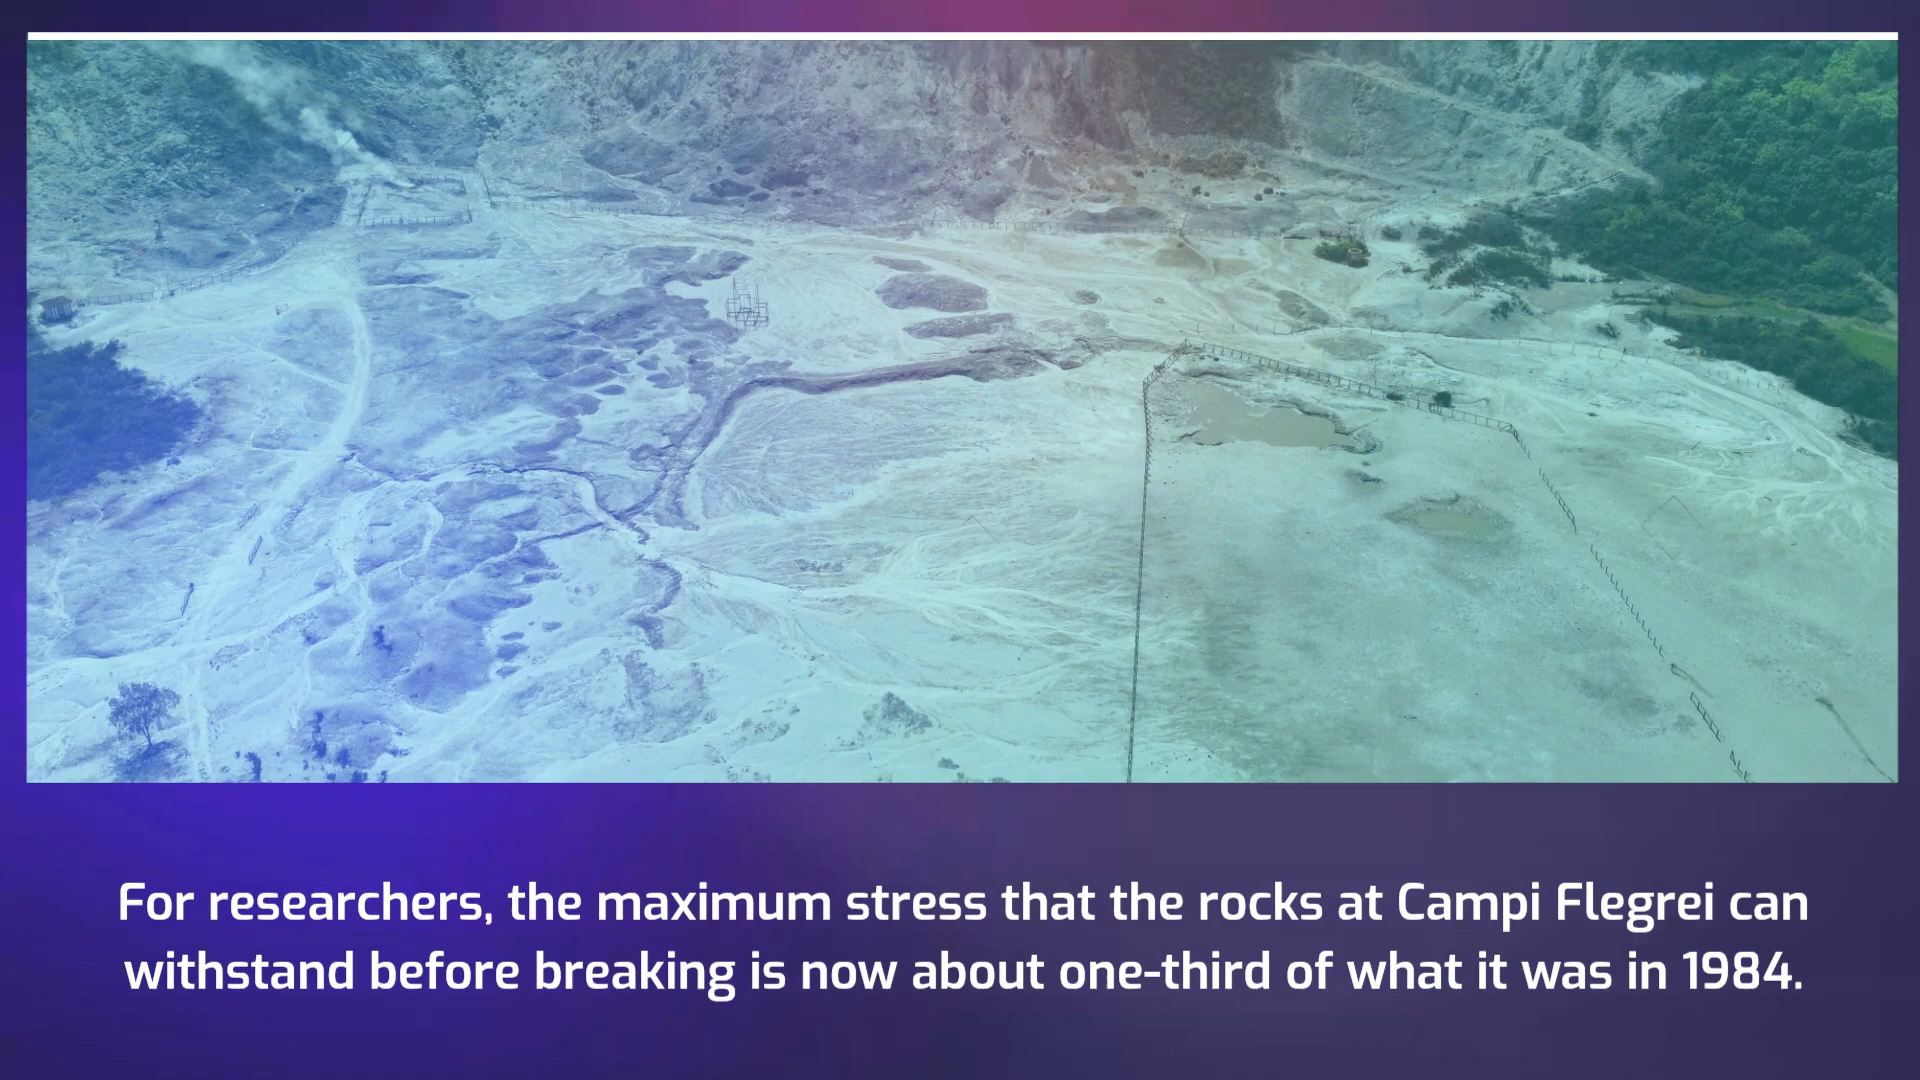 For researchers, the maximum stress that the rocks at Campi Flegrei can
withstand before breaking is now about one-third of what it was in 1984.